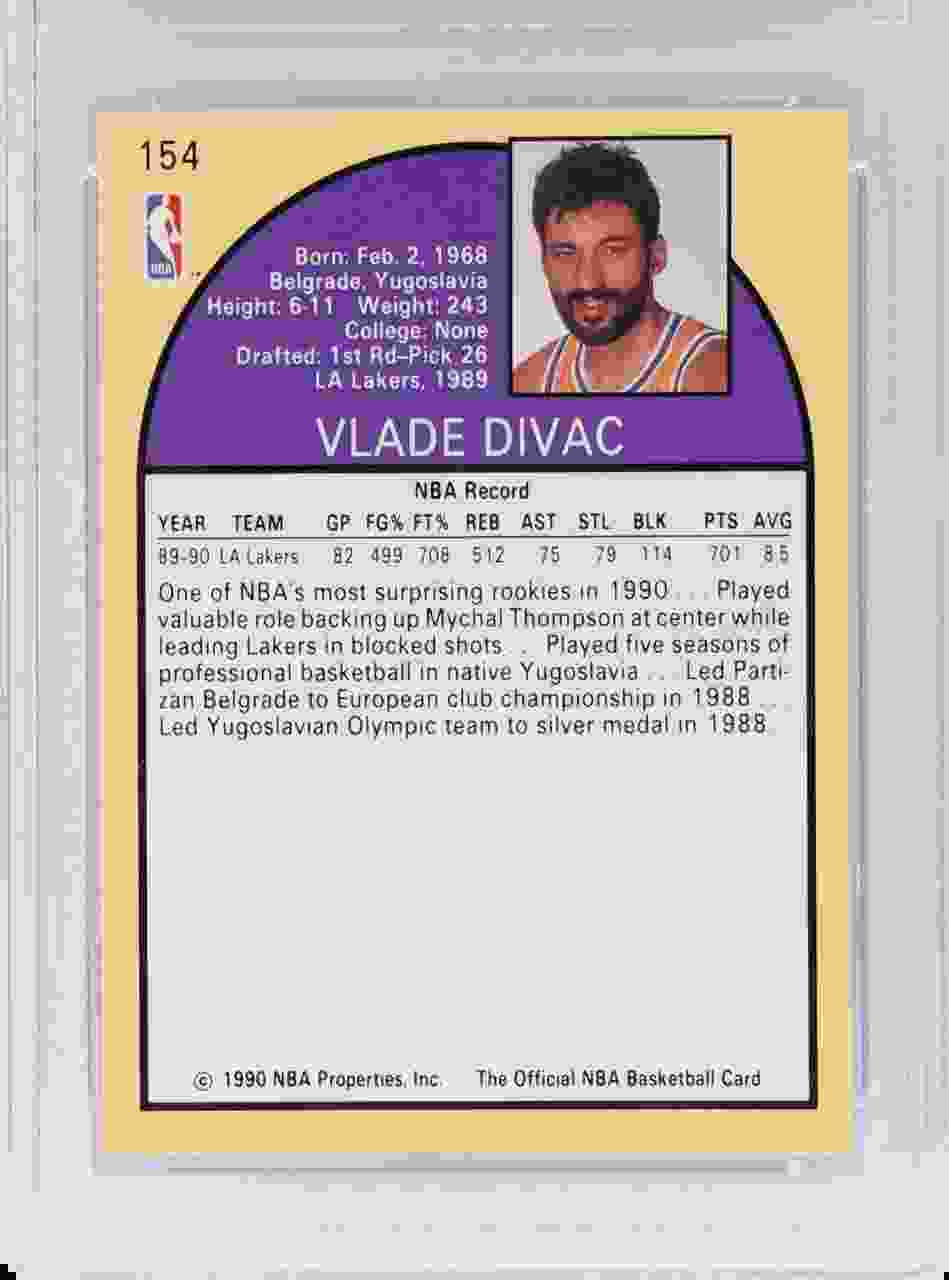 154
NBA
Born: Feb. 2, 1968
Belgrade, Yugoslavia
Height: 6-11 Weight: 243
College: None
Drafted: 1st Rd–Pick 26
LA Lakers, 1989
VLADE DIVAC
NBA Record
YEAR TEAM GP FG% FT% REB AST STL BLK PTS AVG
89-90 LA Lakers 82 .499 .708 512 75 79 114 701 8.5
One of NBA's most surprising rookies in 1990 . . . Played
valuable role backing up Mychal Thompson at center while
leading Lakers in blocked shots . . . Played five seasons of
professional basketball in native Yugoslavia . . . Led Parti-
zan Belgrade to European club championship in 1988 . . .
Led Yugoslavian Olympic team to silver medal in 1988.
© 1990 NBA Properties, Inc. The Official NBA Basketball Card